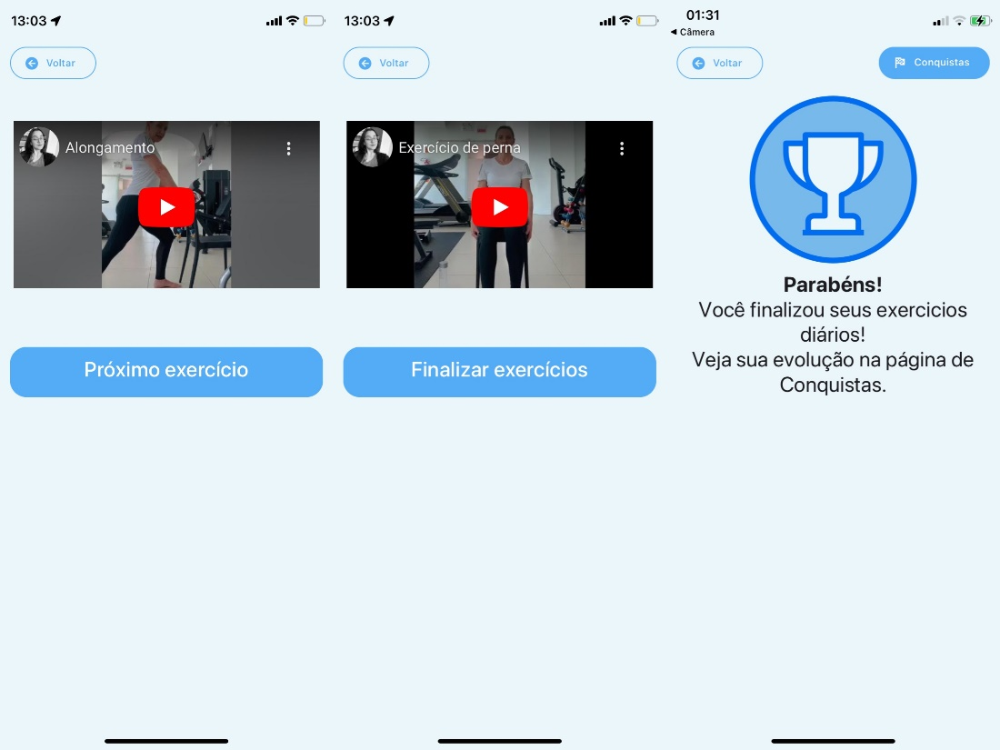 13:03
Voltar
Alongamento
Próximo exercício
13:03
Voltar
Exercício de perna
Finalizar exercícios
01:31
◀ Câmera
Voltar
Conquistas
Parabéns!
Você finalizou seus exercicios
diários!
Veja sua evolução na página de
Conquistas.